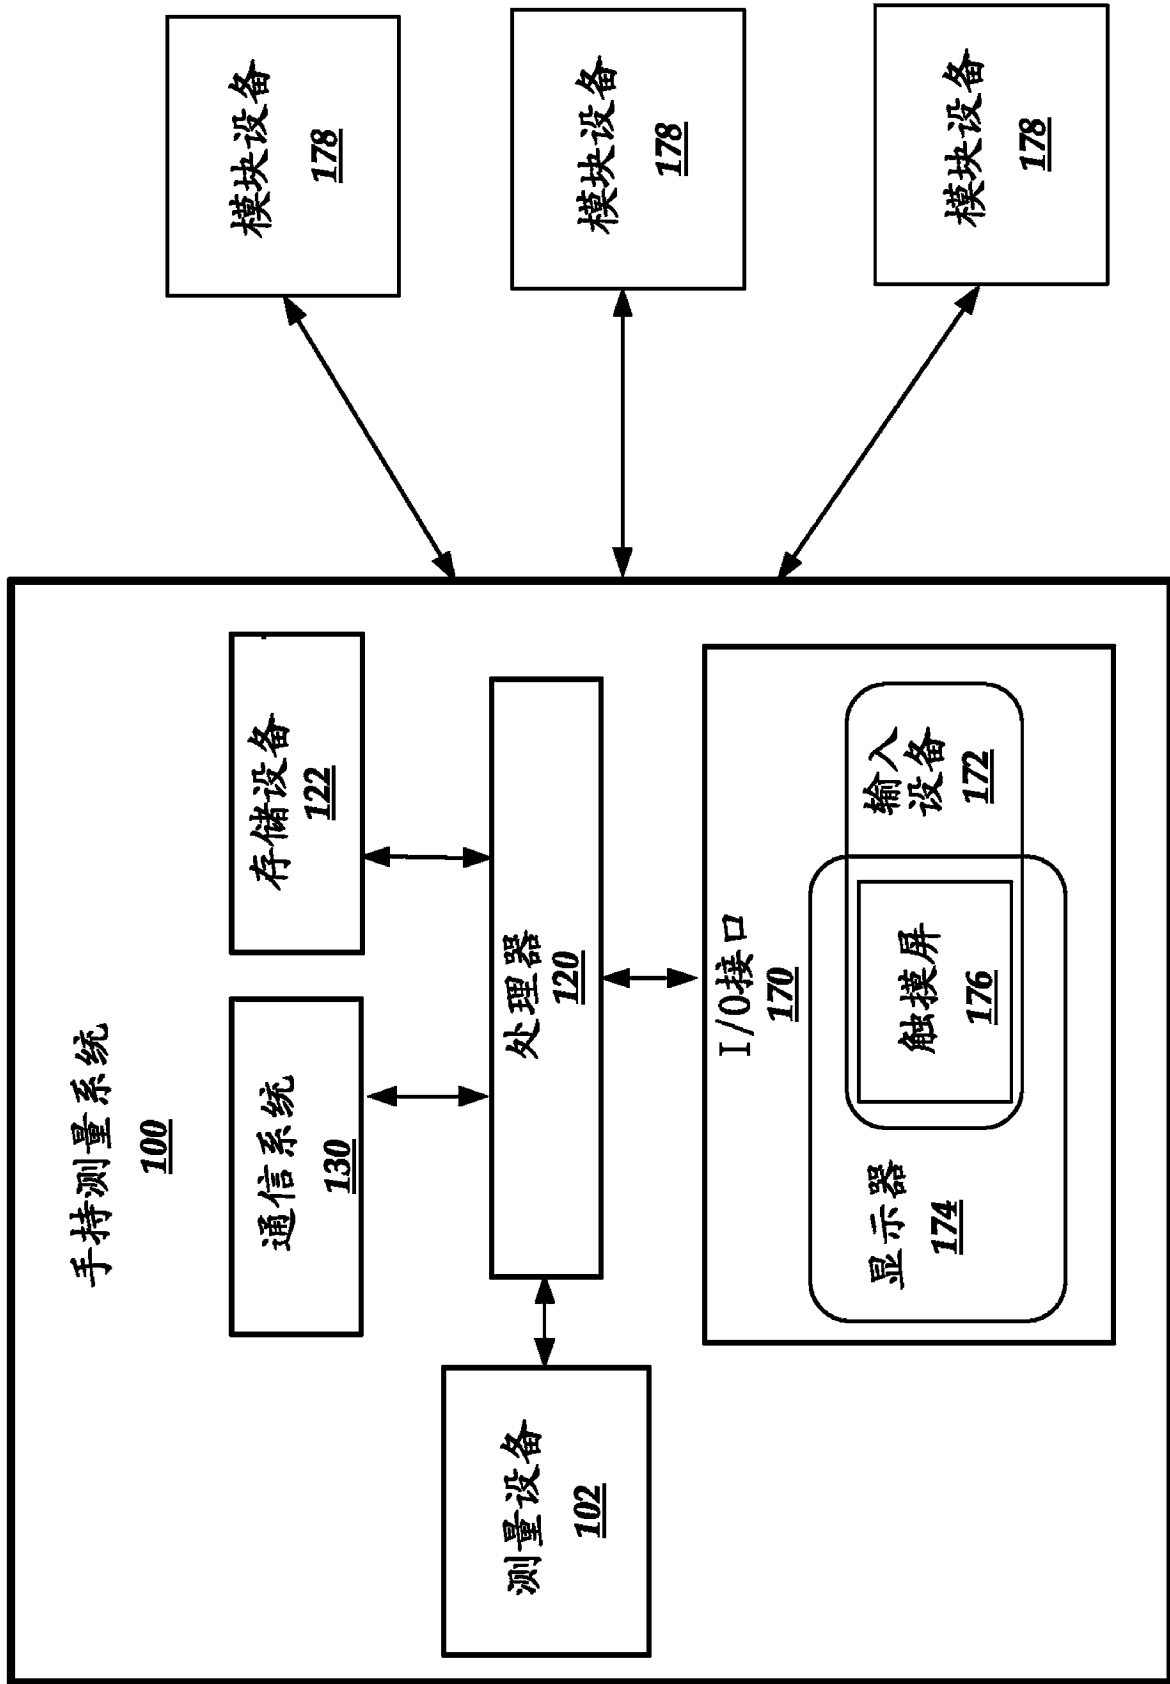 手持测量系统
100
通信系统
130
存储设备
122
测量设备
102
处理器
120
I/O接口
170
显示器
174
触摸屏
176
输入
设备
172
模块设备
178
模块设备
178
模块设备
178